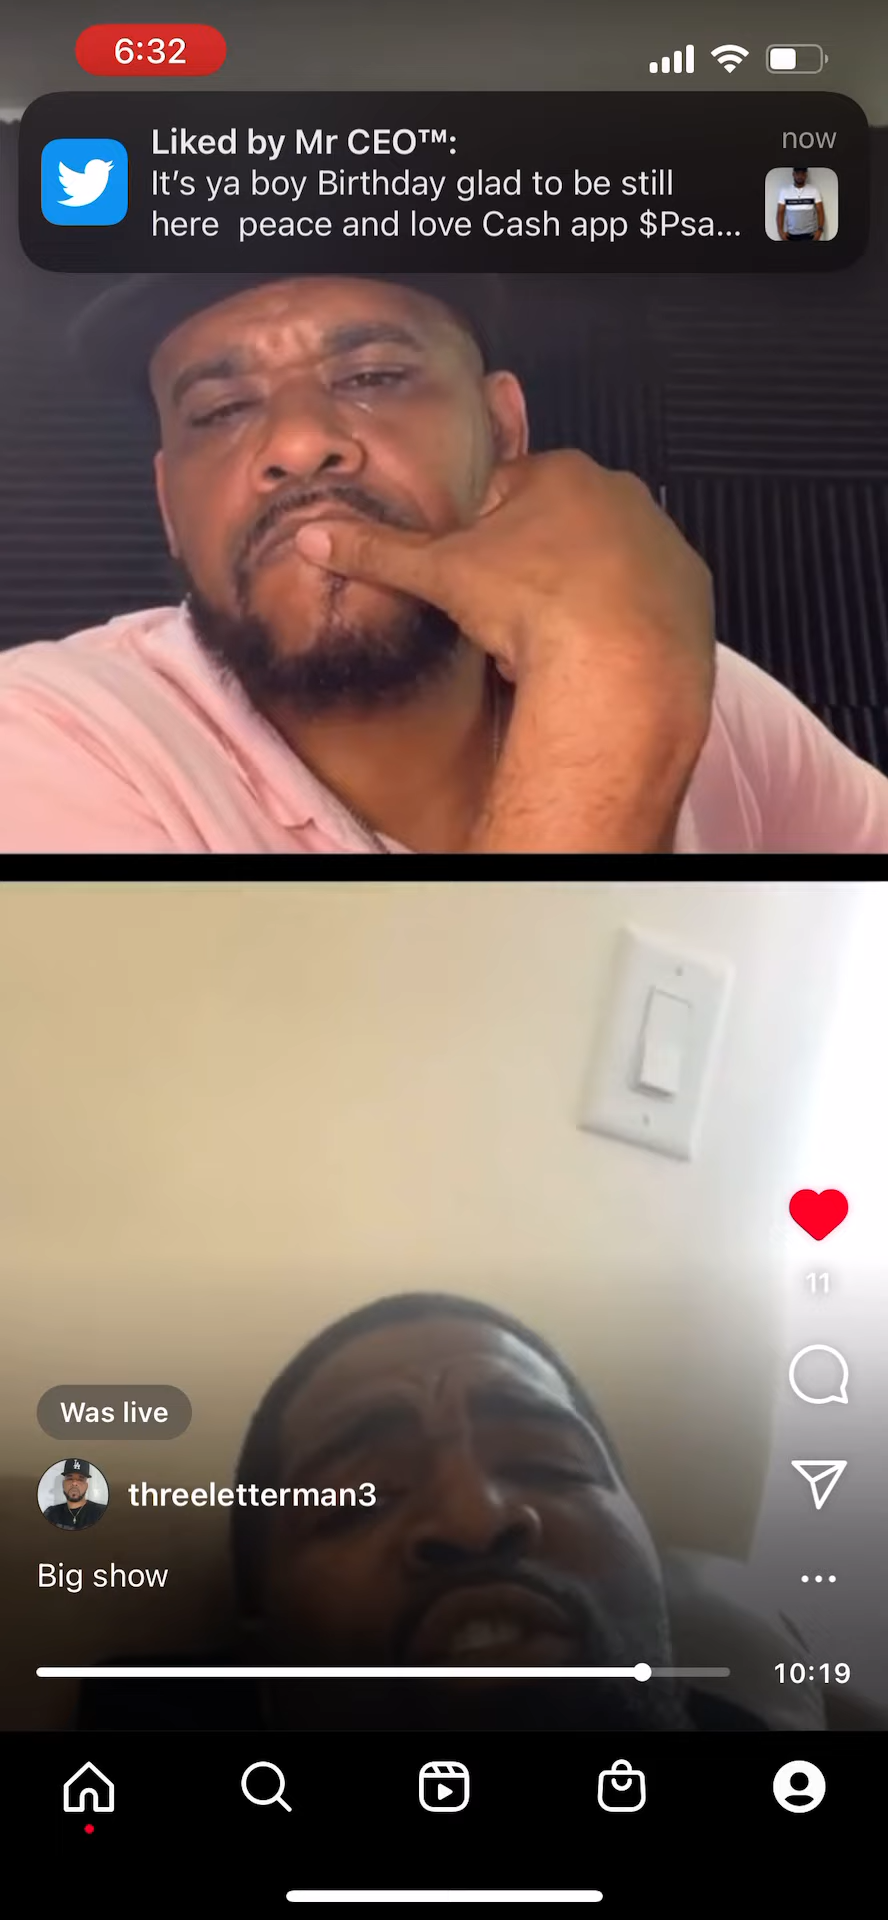 6:32
Liked by Mr CEO™:
now
It's ya boy Birthday glad to be still
here  peace and love Cash app $Psa...
11
Was live
threeletterman3
Big show
10:19